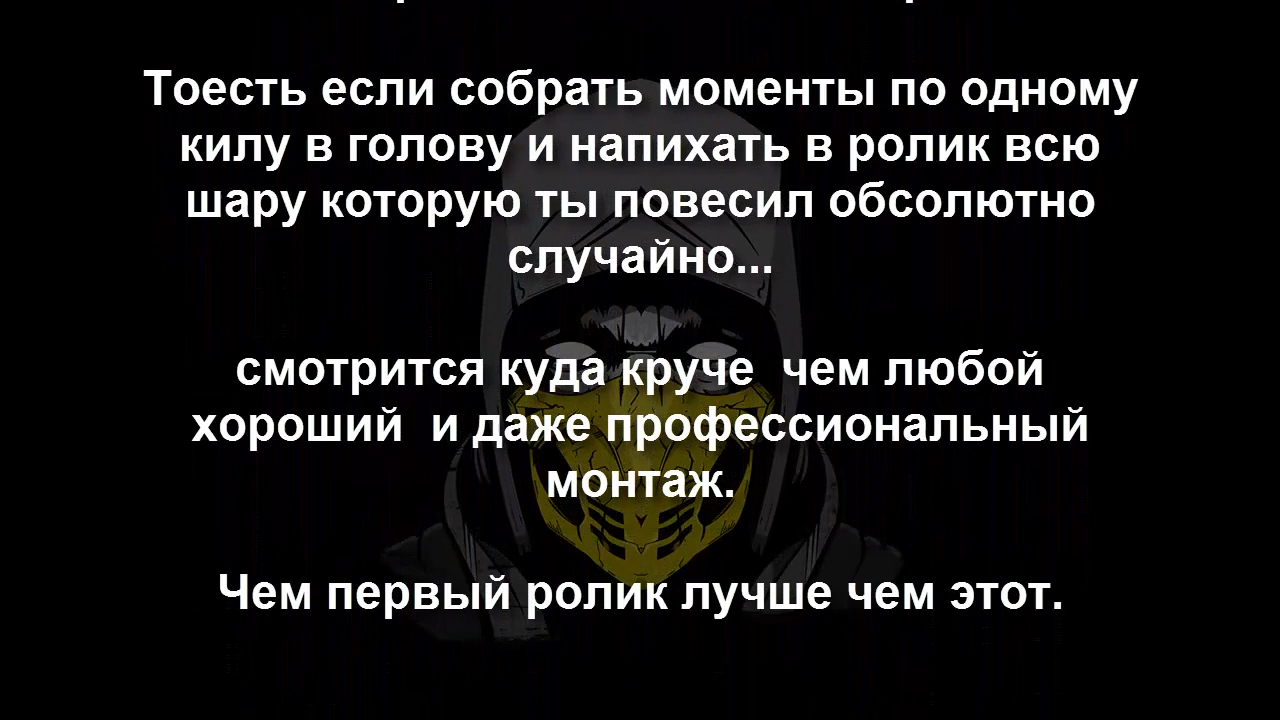 Тоесть если собрать моменты по одному
килу в голову и напихать в ролик всю
шару которую ты повесил обсолютно
случайно...
смотрится куда круче  чем любой
хороший  и даже профессиональный
монтаж.
Чем первый ролик лучше чем этот.